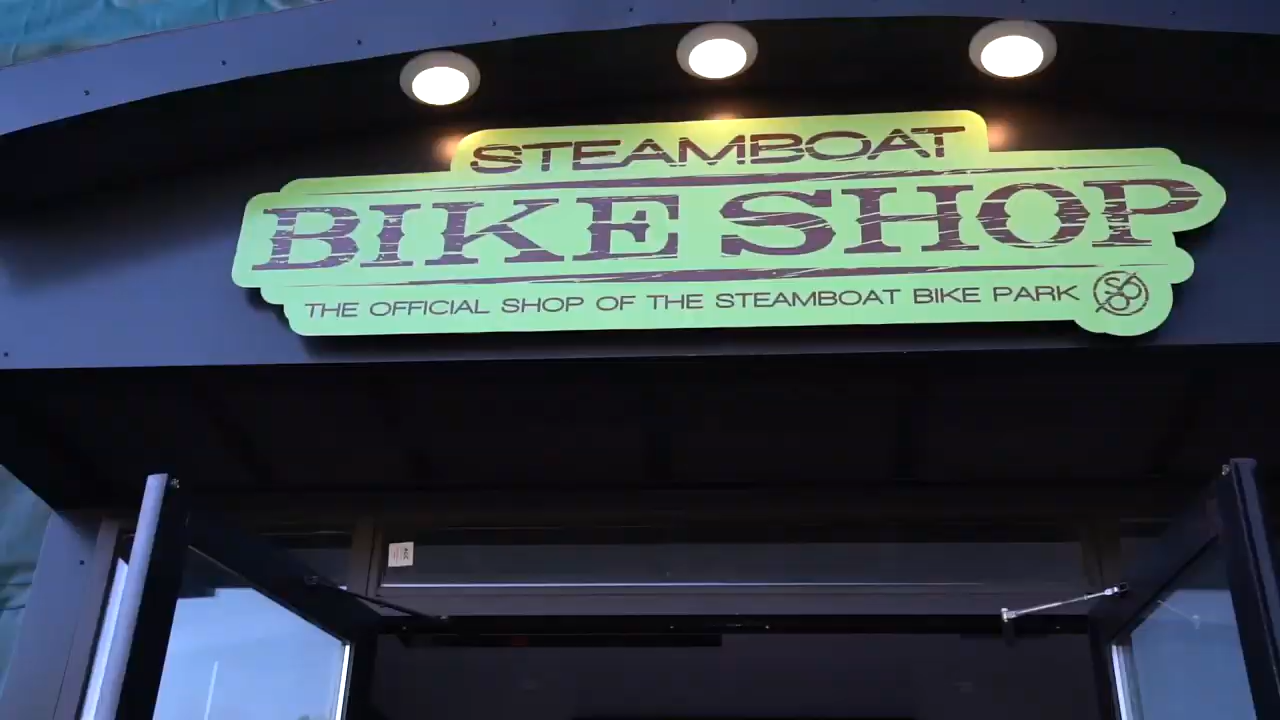 STEAMBOAT
BIKE SHOP
THE OFFICIAL SHOP OF THE STEAMBOAT BIKE PARK